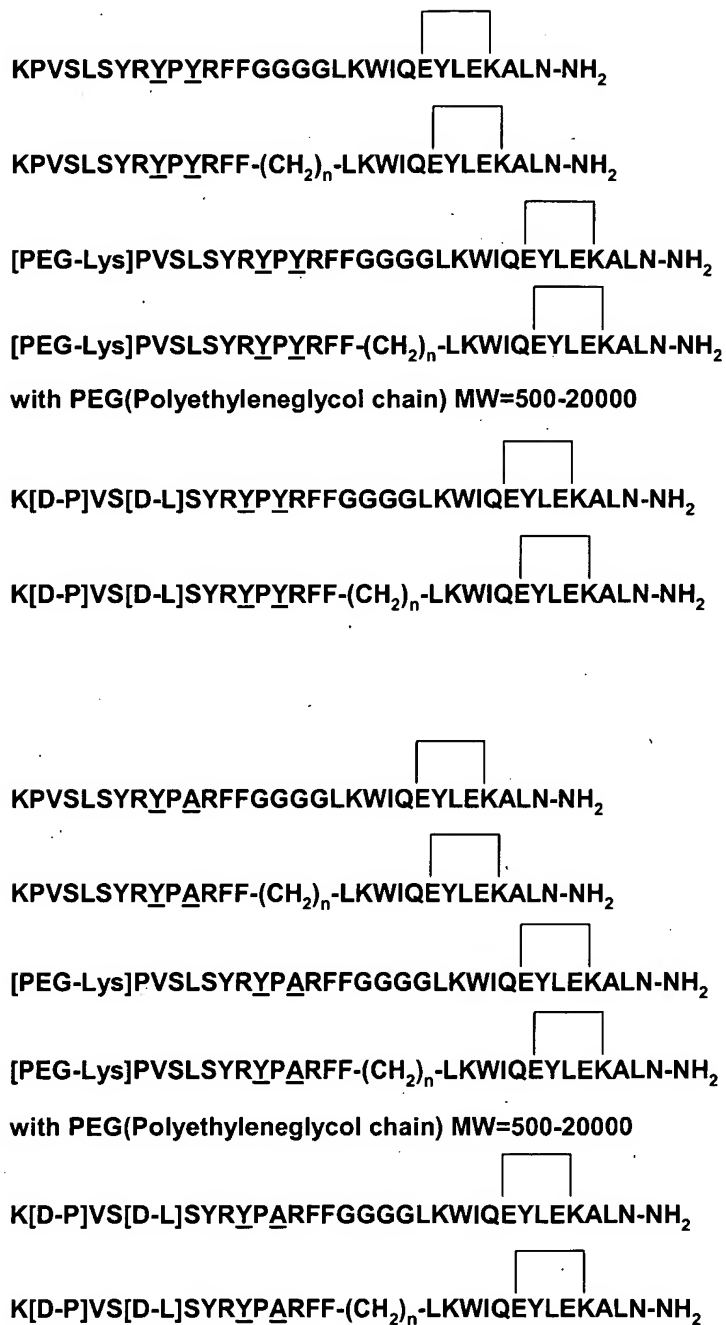 KPVSLSYRYPYRFFGGGGLKWIQEYLEKALN-NH2
KPVSLSYRYPYRFF-(CH2)n-LKWIQEYLEKALN-NH2
[PEG-Lys]PVSLSYRYPYRFFGGGGLKWIQEYLEKALN-NH2
[PEG-Lys]PVSLSYRYPYRFF-(CH2)n-LKWIQEYLEKALN-NH2
with PEG(Polyethyleneglycol chain) MW=500-20000
K[D-P]VS[D-L]SYRYPYRFFGGGGLKWIQEYLEKALN-NH2
K[D-P]VS[D-L]SYRYPYRFF-(CH2)n-LKWIQEYLEKALN-NH2
KPVSLSYRYPARFFGGGGLKWIQEYLEKALN-NH2
KPVSLSYRYPARFF-(CH2)n-LKWIQEYLEKALN-NH2
[PEG-Lys]PVSLSYRYPARFFGGGGLKWIQEYLEKALN-NH2
[PEG-Lys]PVSLSYRYPARFF-(CH2)n-LKWIQEYLEKALN-NH2
with PEG(Polyethyleneglycol chain) MW=500-20000
K[D-P]VS[D-L]SYRYPARFFGGGGLKWIQEYLEKALN-NH2
K[D-P]VS[D-L]SYRYPARFF-(CH2)n-LKWIQEYLEKALN-NH2